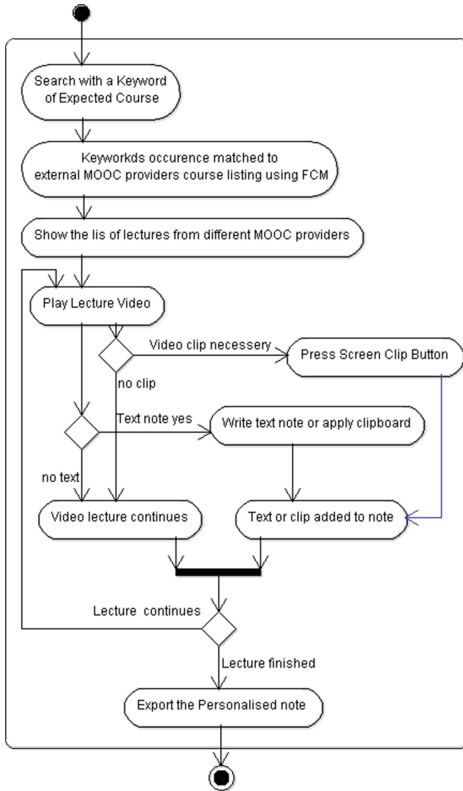 Search with a Keyword
of Expected Course
Keyworkds occurence matched to
external MOOC providers course listing using FCM
Show the lis of lectures from different MOOC providers
Play Lecture Video
Video clip necessery
Press Screen Clip Button
no clip
Text note yes
Write text note or apply clipboard
no text
Video lecture continues
Text or clip added to note
Lecture continues
Lecture finished
Export the Personalised note